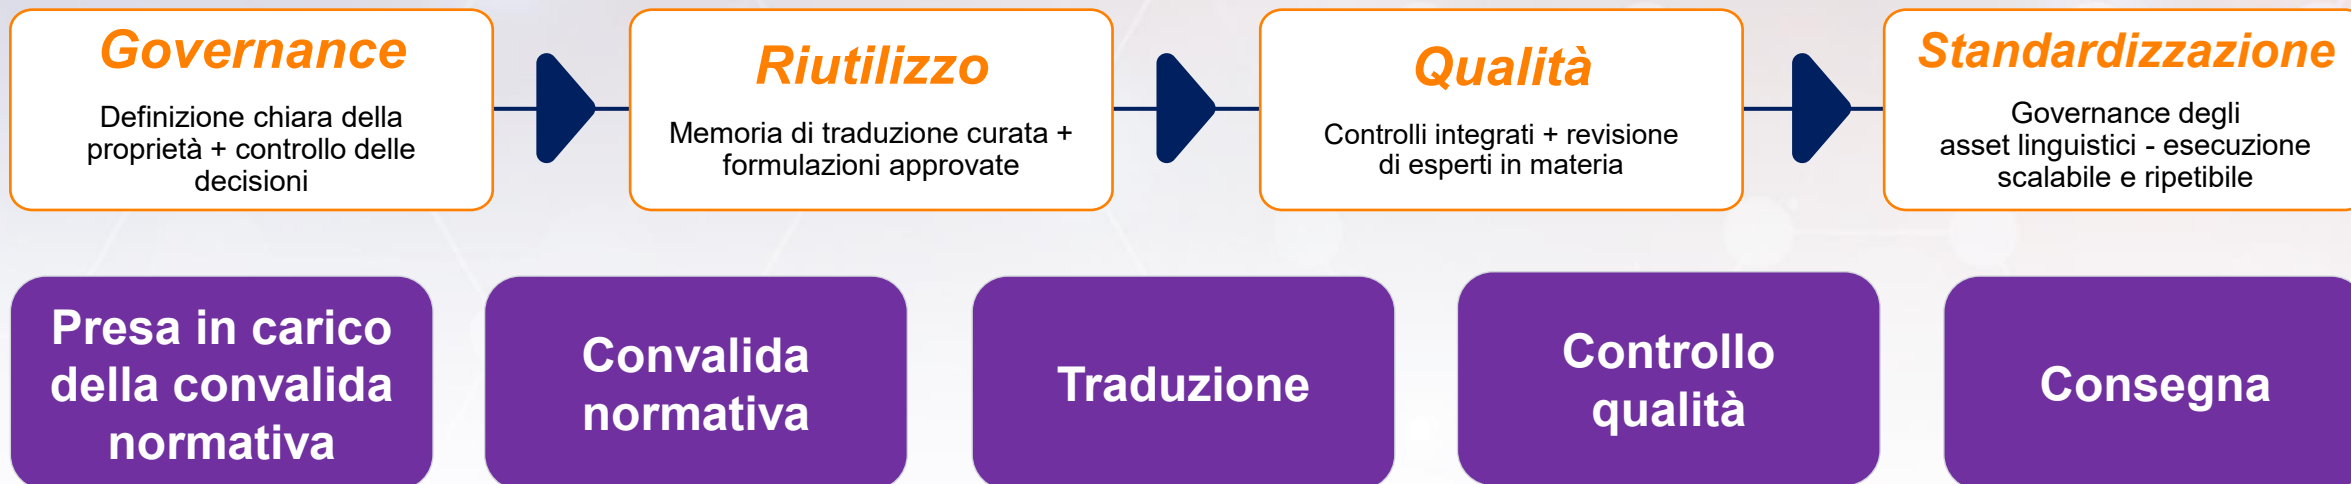 Governance
Definizione chiara della
proprietà + controllo delle
decisioni
Riutilizzo
Memoria di traduzione curata +
formulazioni approvate
Qualità
Controlli integrati + revisione
di esperti in materia
Standardizzazione
Governance degli
asset linguistici - esecuzione
scalabile e ripetibile
Presa in carico
della convalida
normativa
Convalida
normativa
Traduzione
Controllo
qualità
Consegna